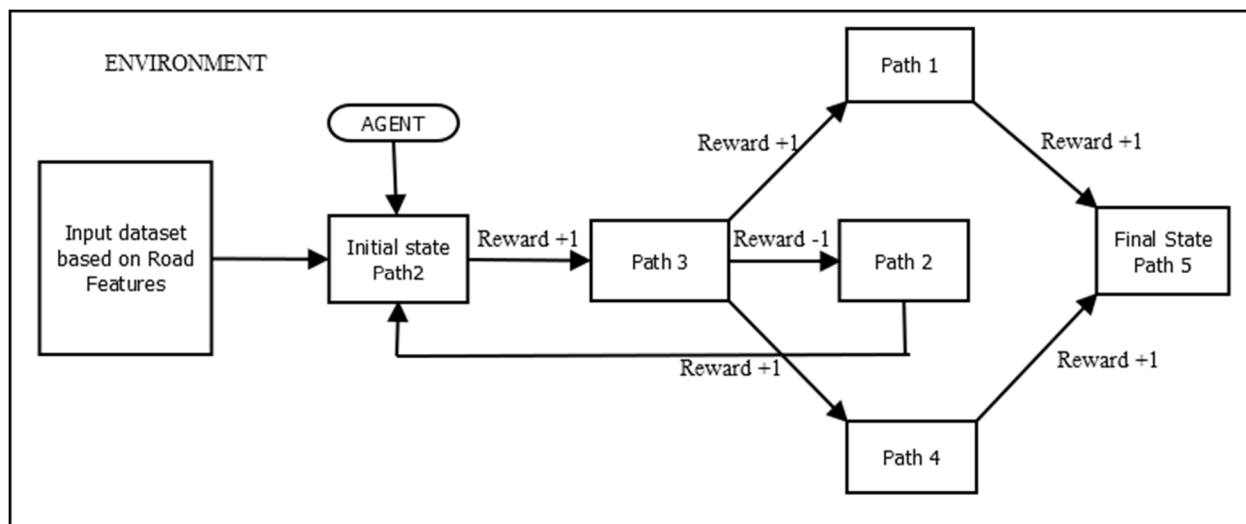 ENVIRONMENT
AGENT
Input dataset
based on Road
Features
Initial state
Path2
Reward +1
Path 3
Reward +1
Path 1
Reward +1
Reward -1
Path 2
Reward +1
Path 4
Reward +1
Final State
Path 5